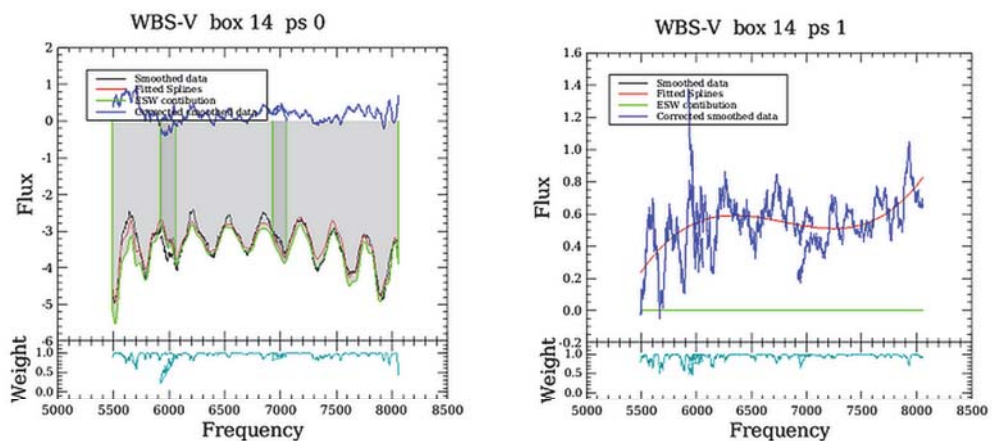 WBS-V box 14 ps 0
2
1
0
-1
-2
-3
-4
-5
-6
Flux
Smoothed data
Fitted Splines
ESW contibution
Corrected smoothed data
Weight
1.0
0.5
0.0
5000 5500 6000 6500 7000 7500 8000 8500
Frequency
WBS-V box 14 ps 1
1.6
1.4
1.2
1.0
0.8
0.6
0.4
0.2
0.0
-0.2
Flux
Smoothed data
Fitted Splines
ESW contibution
Corrected smoothed data
Weight
1.0
0.5
0.0
5000 5500 6000 6500 7000 7500 8000 8500
Frequency